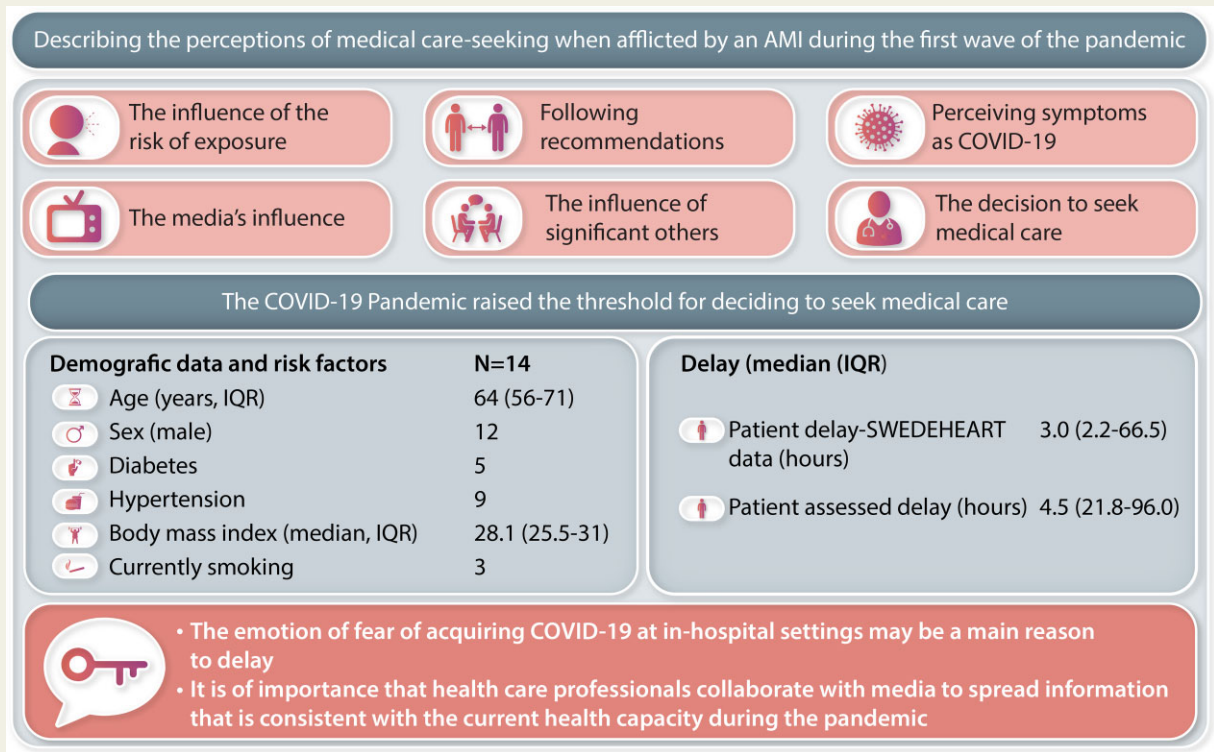 Describing the perceptions of medical care-seeking when afflicted by an AMI during the first wave of the pandemic
The influence of the
risk of exposure
Following
recommendations
Perceiving symptoms
as COVID-19
The media's influence
The influence of
significant others
The decision to seek
medical care
The COVID-19 Pandemic raised the threshold for deciding to seek medical care
Demografic data and risk factors N=14
Age (years, IQR) 64 (56-71)
Sex (male) 12
Diabetes 5
Hypertension 9
Body mass index (median, IQR) 28.1 (25.5-31)
Currently smoking 3
Delay (median (IQR)
Patient delay-SWEDEHEART 3.0 (2.2-66.5)
data (hours)
Patient assessed delay (hours) 4.5 (21.8-96.0)
• The emotion of fear of acquiring COVID-19 at in-hospital settings may be a main reason
to delay
• It is of importance that health care professionals collaborate with media to spread information
that is consistent with the current health capacity during the pandemic